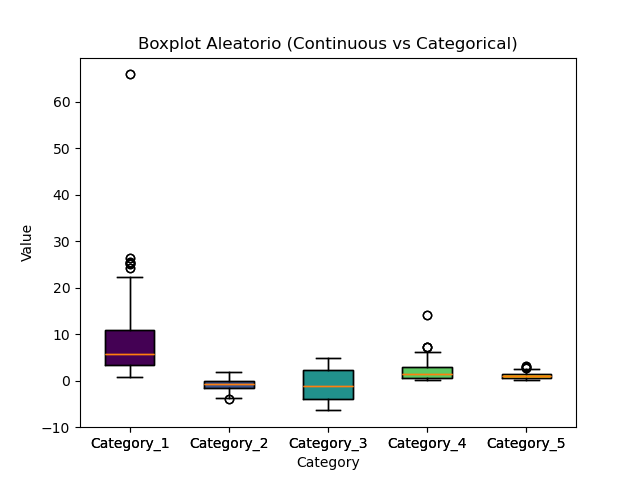 Boxplot Aleatorio (Continuous vs Categorical)
60
50
40
30
20
10
0
−10
Value
Category_1 Category_2 Category_3 Category_4 Category_5
Category